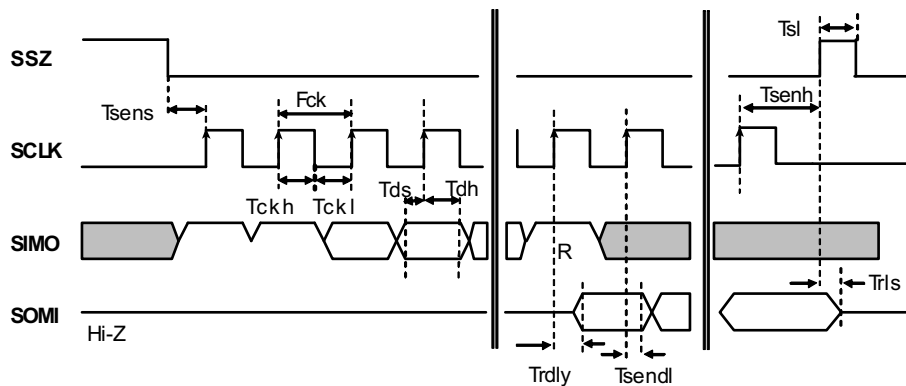 Tsl
SSZ
Fck
Tsens
Tsenh
SCLK
Tckh
Tckl
Tds
Tdh
SIMO
R
Trls
SOMI
Hi-Z
Trdly
Tsendl